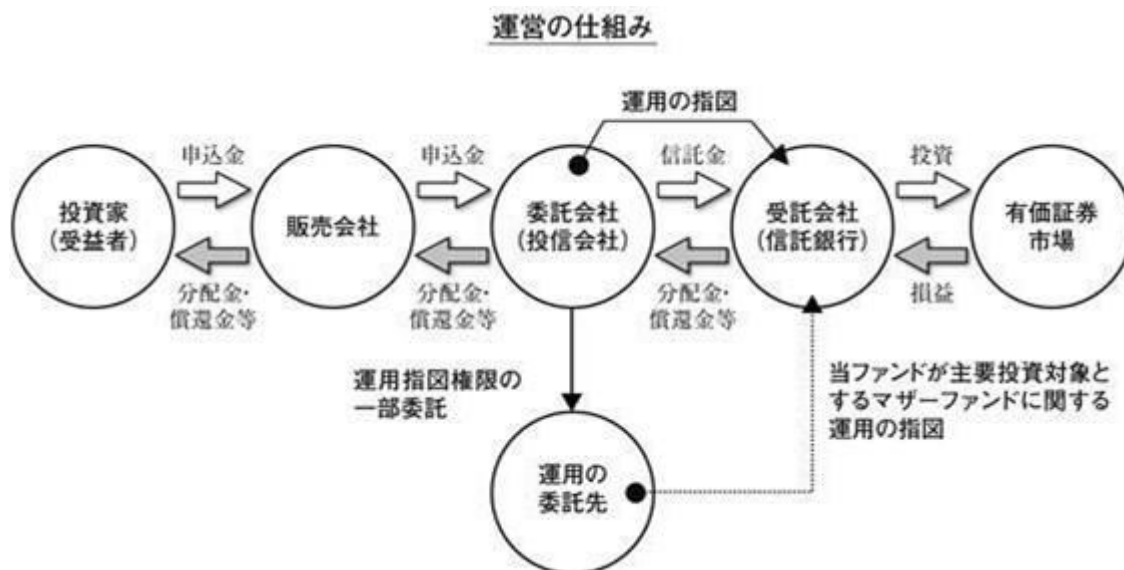 運営の仕組み
運用の指図
申込金
申込金
信託金
投資
投資家
(受益者)
販売会社
委託会社
(投信会社)
受託会社
(信託銀行)
有価証券
市場
分配金・
償還金等
分配金・
償還金等
分配金・
償還金等
損益
運用指図権限の
一部委託
当ファンドが主要投資対象と
するマザーファンドに関する
運用の指図
運用の
委託先